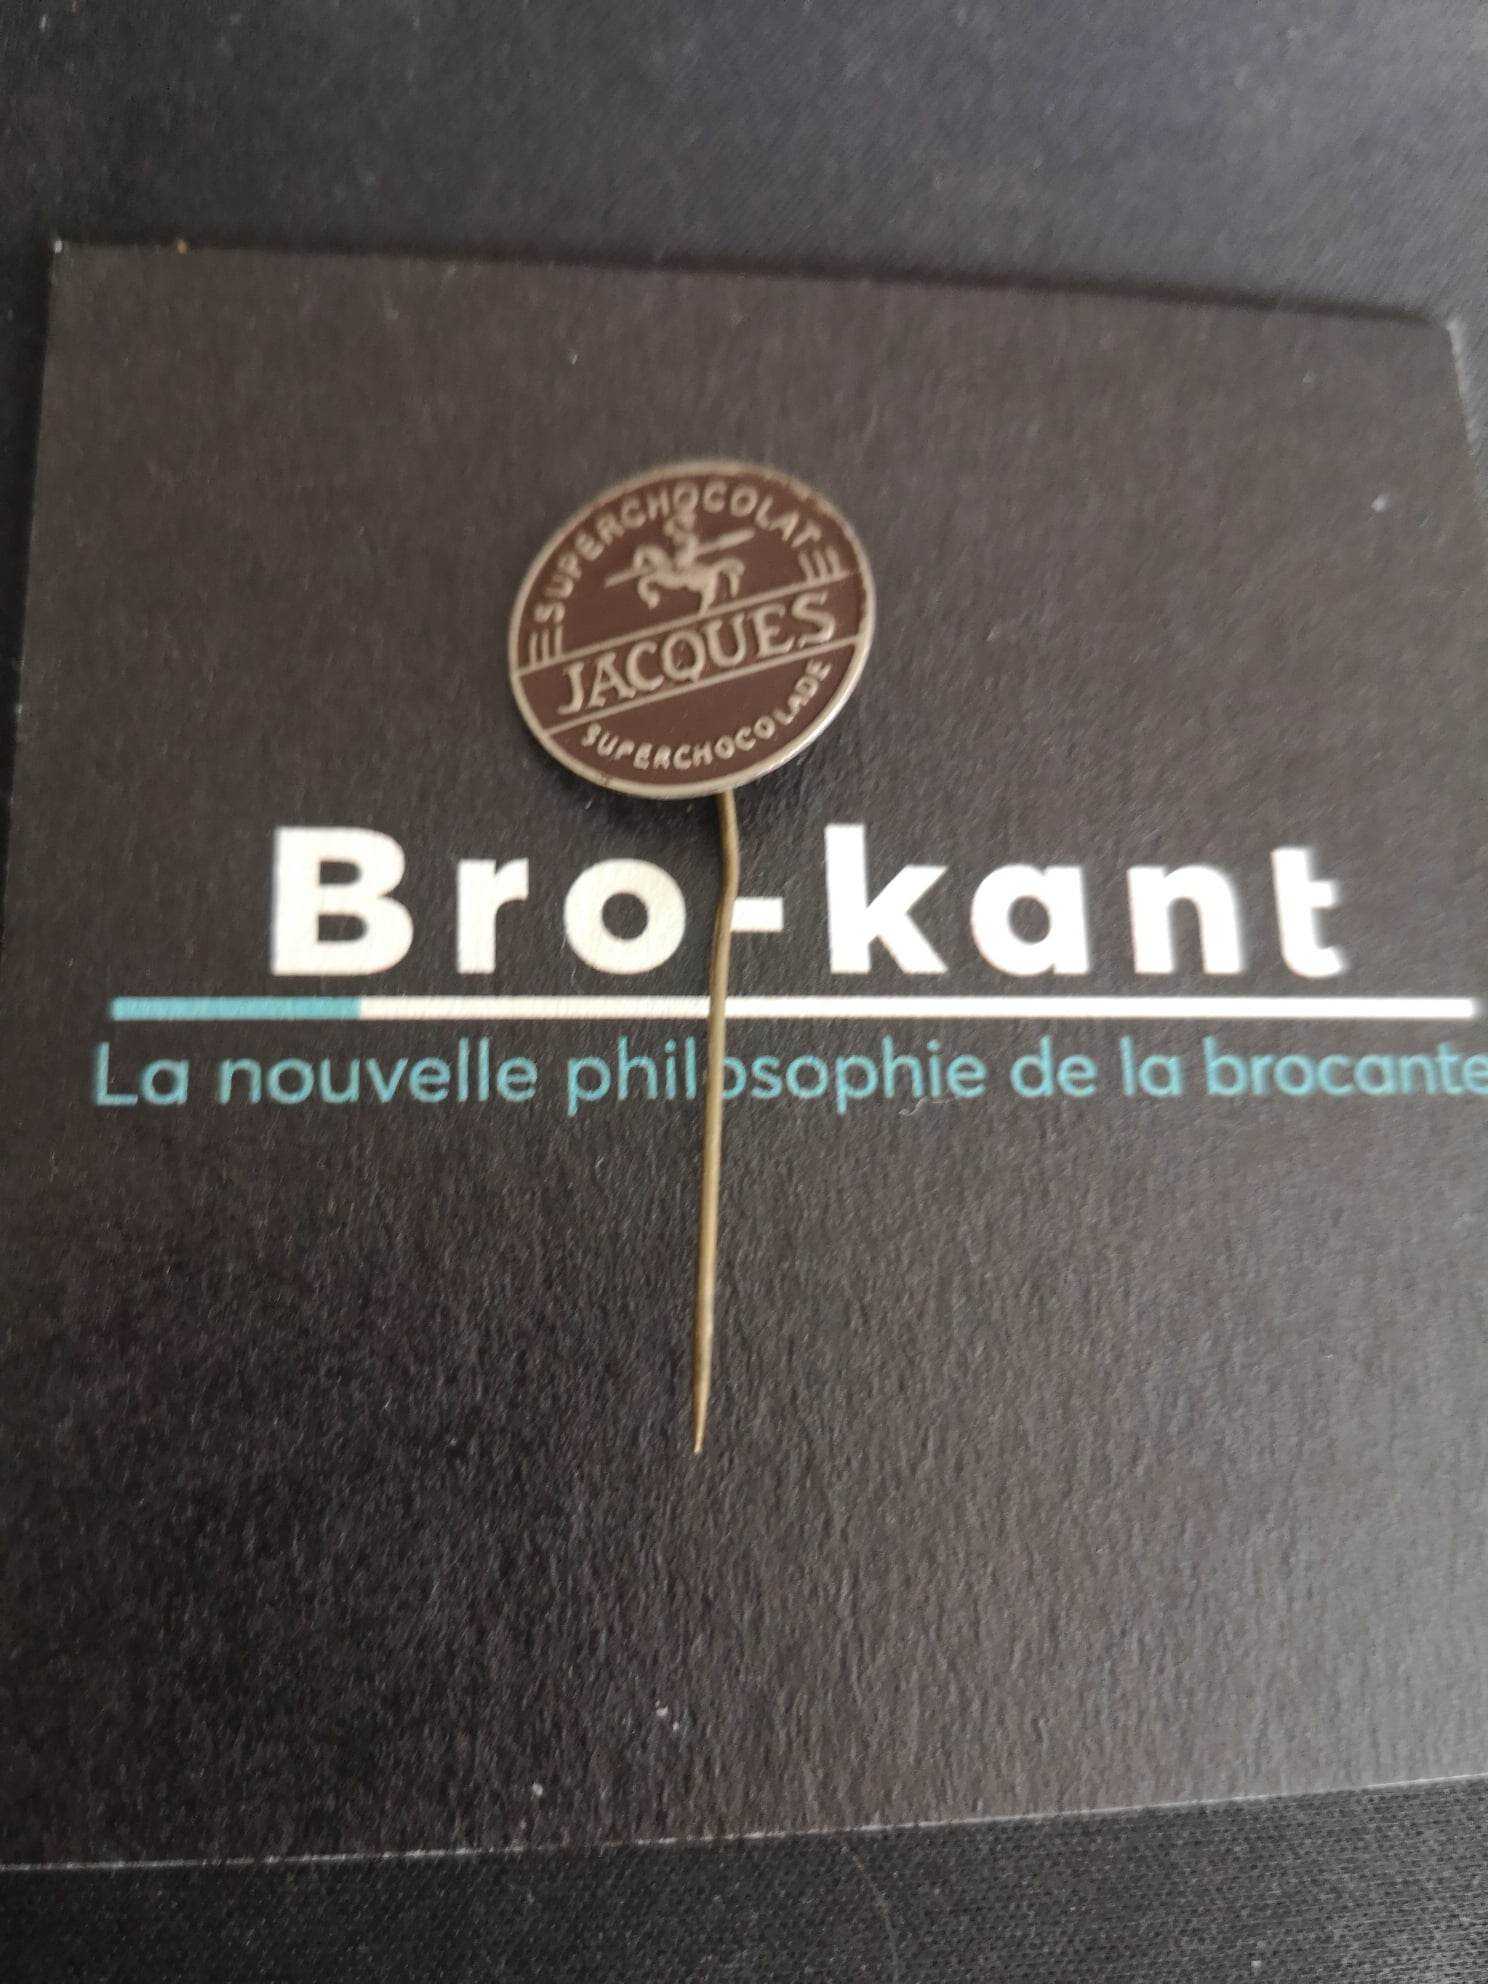 SUPERCHOCOLAT
JACQUES
SUPERCHOCOLADE
Bro-kant
La nouvelle philosophie de la brocante